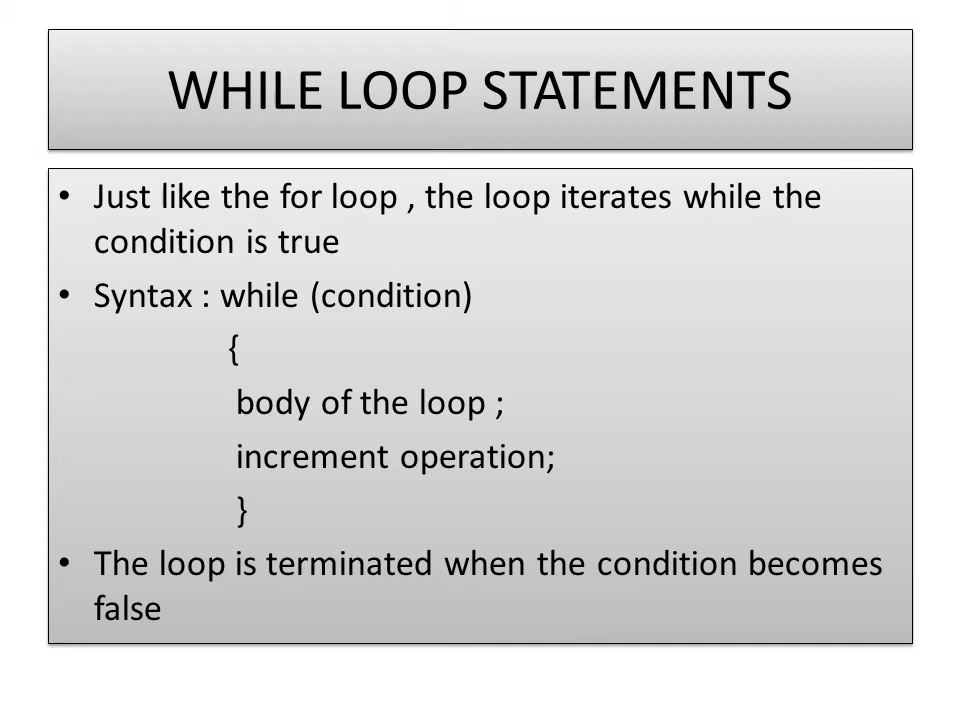 WHILE LOOP STATEMENTS
• Just like the for loop , the loop iterates while the
condition is true
• Syntax : while (condition)
{
body of the loop ;
increment operation;
}
• The loop is terminated when the condition becomes
false